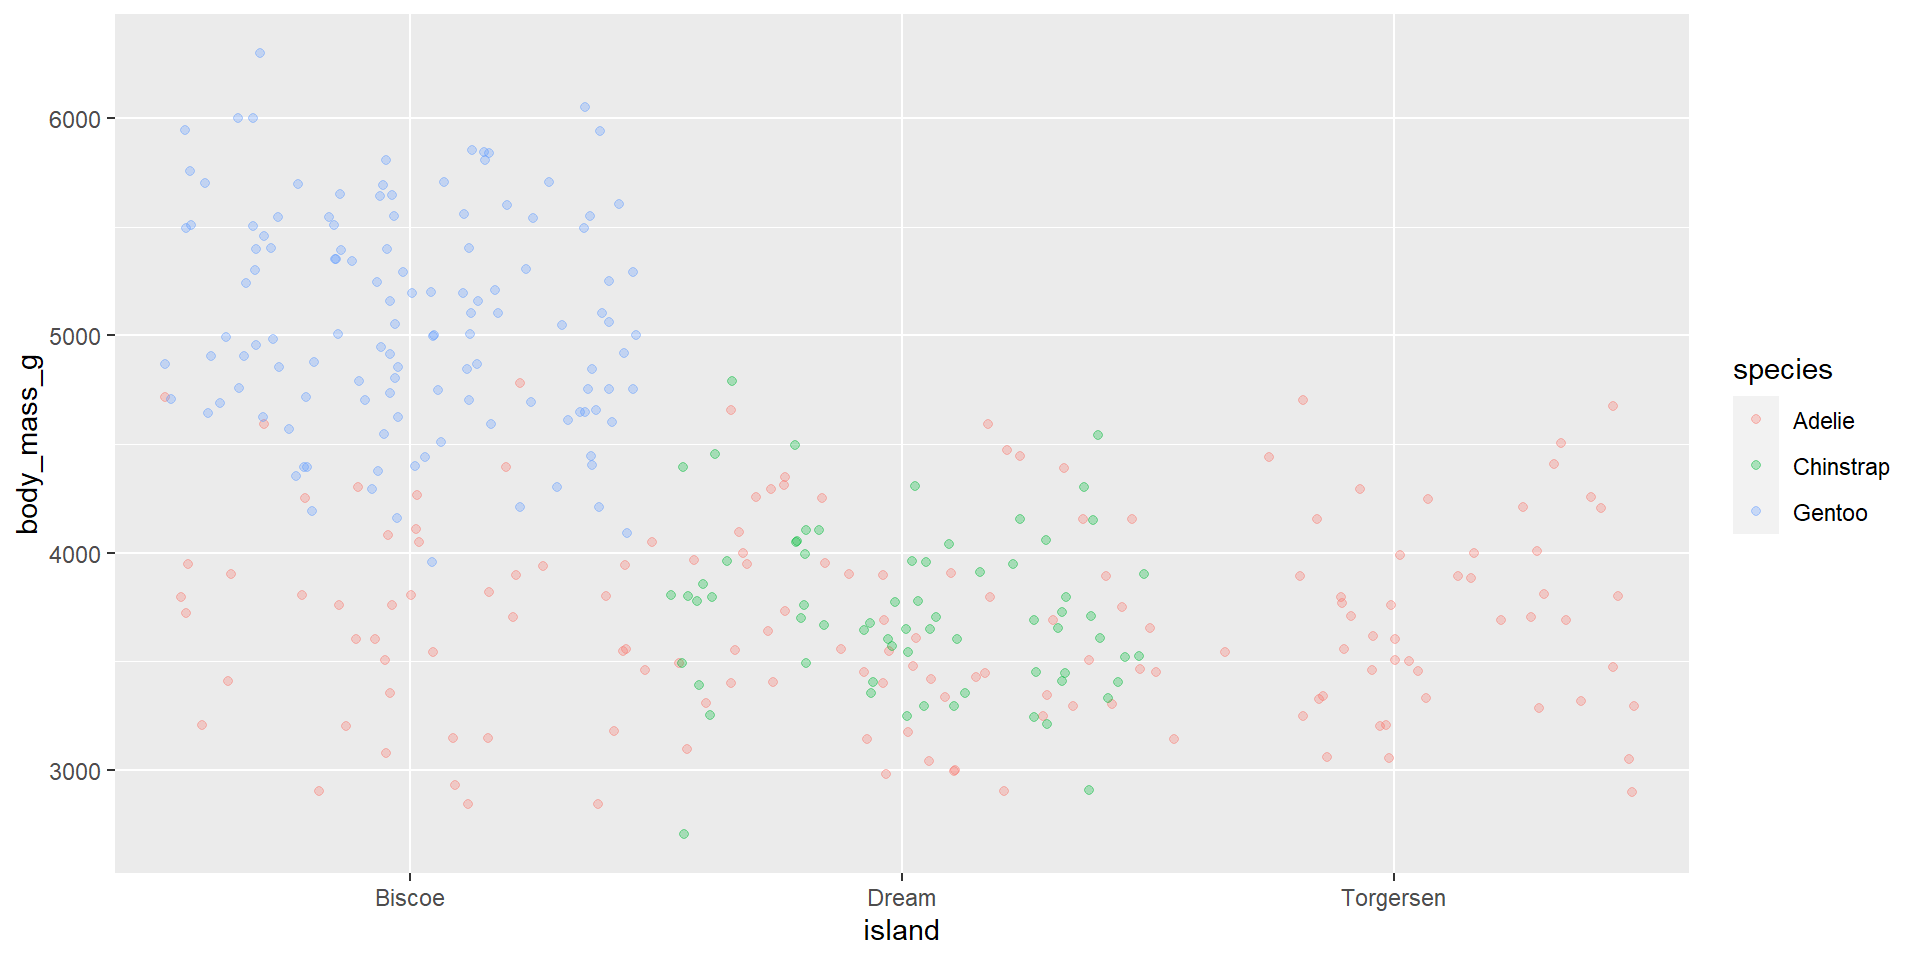 6000
5000
4000
3000
body_mass_g
Biscoe
Dream
Torgersen
island
species
Adelie
Chinstrap
Gentoo